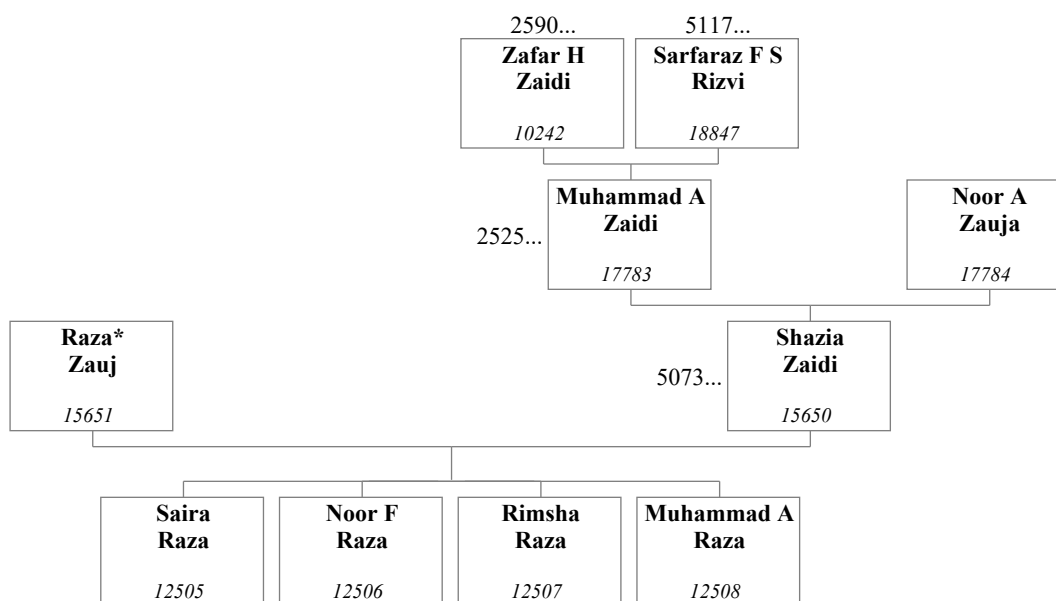 2590...
5117...
Zafar H
Zaidi
10242
Sarfaraz F S
Rizvi
18847
2525...
Muhammad A
Zaidi
17783
Noor A
Zauja
17784
Raza*
Zauj
15651
5073...
Shazia
Zaidi
15650
Saira
Raza
12505
Noor F
Raza
12506
Rimsha
Raza
12507
Muhammad A
Raza
12508